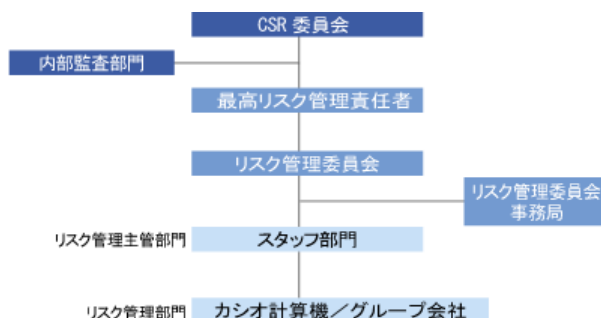 CSR 委員会
内部監査部門
最高リスク管理責任者
リスク管理委員会
リスク管理委員会
事務局
リスク管理主管部門
スタッフ部門
リスク管理部門
カシオ計算機／グループ会社